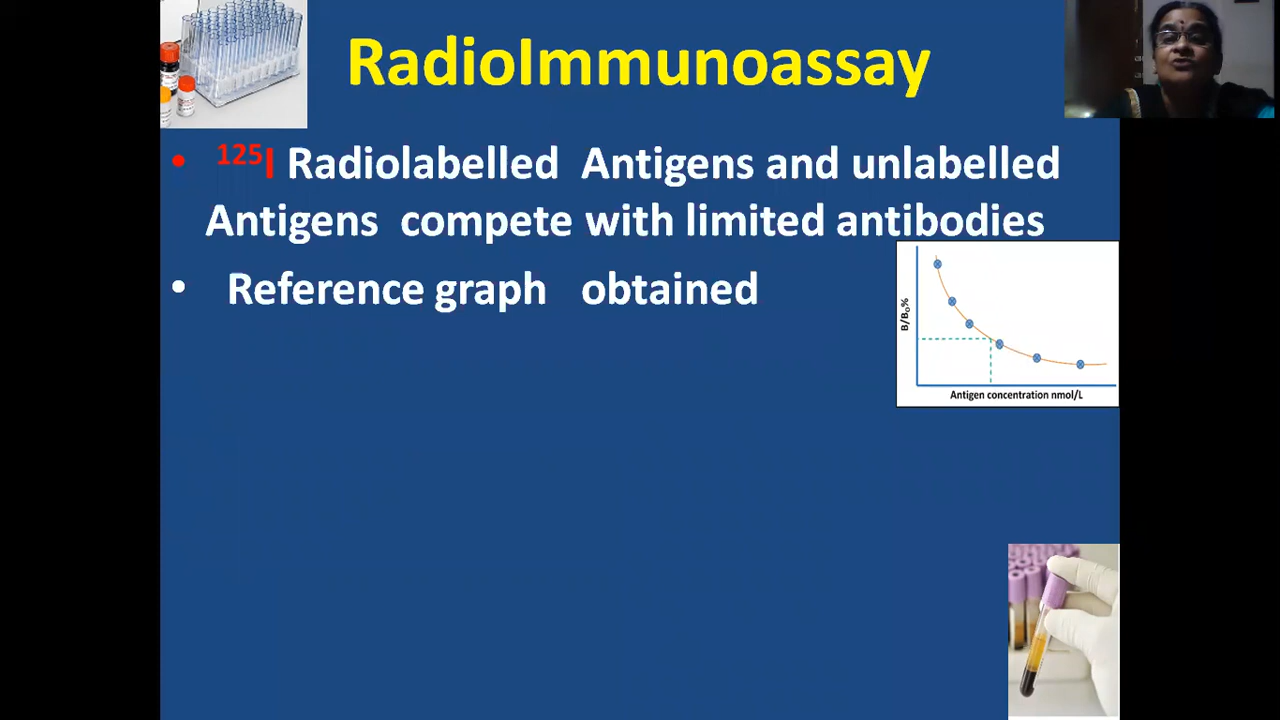 RadioImmunoassay
• ¹²⁵I Radiolabelled Antigens and unlabelled
Antigens compete with limited antibodies
• Reference graph obtained
B/B₀%
Antigen concentration nmol/L